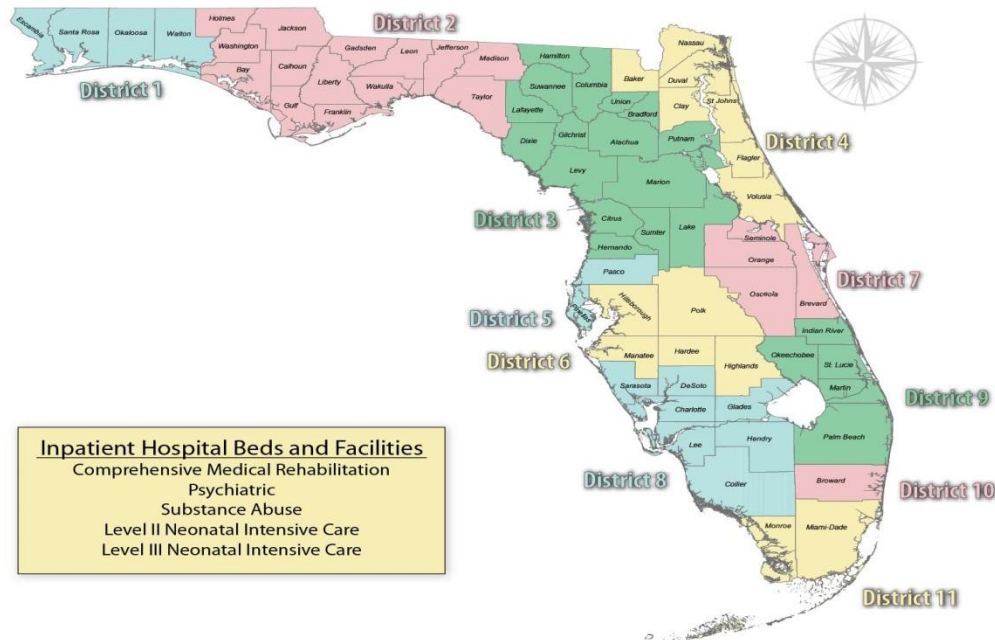 District 2
Holmes
Jackson
Escambia
Santa Rosa
Okaloosa
Walton
Washington
Gadsden
Leon
Jefferson
Madison
Hamilton
Nassau
Bay
Calhoun
Liberty
Wakulla
Taylor
Suwannee
Columbia
Baker
Duval
District 1
Gulf
Franklin
Lafayette
Union
Bradford
Clay
St Johns
Dixie
Gilchrist
Alachua
Putnam
District 4
Flagler
Levy
Marion
Volusia
District 3
Citrus
Sumter
Lake
Seminole
Hernando
Orange
Pasco
Osceola
Brevard
District 7
District 5
Pinellas
Hillsborough
Polk
Indian River
District 6
Manatee
Hardee
Highlands
Okeechobee
St. Lucie
Sarasota
DeSoto
Martin
District 9
Charlotte
Glades
Lee
Hendry
Palm Beach
District 8
Collier
Broward
District 10
Monroe
Miami-Dade
District 11
Inpatient Hospital Beds and Facilities
Comprehensive Medical Rehabilitation
Psychiatric
Substance Abuse
Level II Neonatal Intensive Care
Level III Neonatal Intensive Care